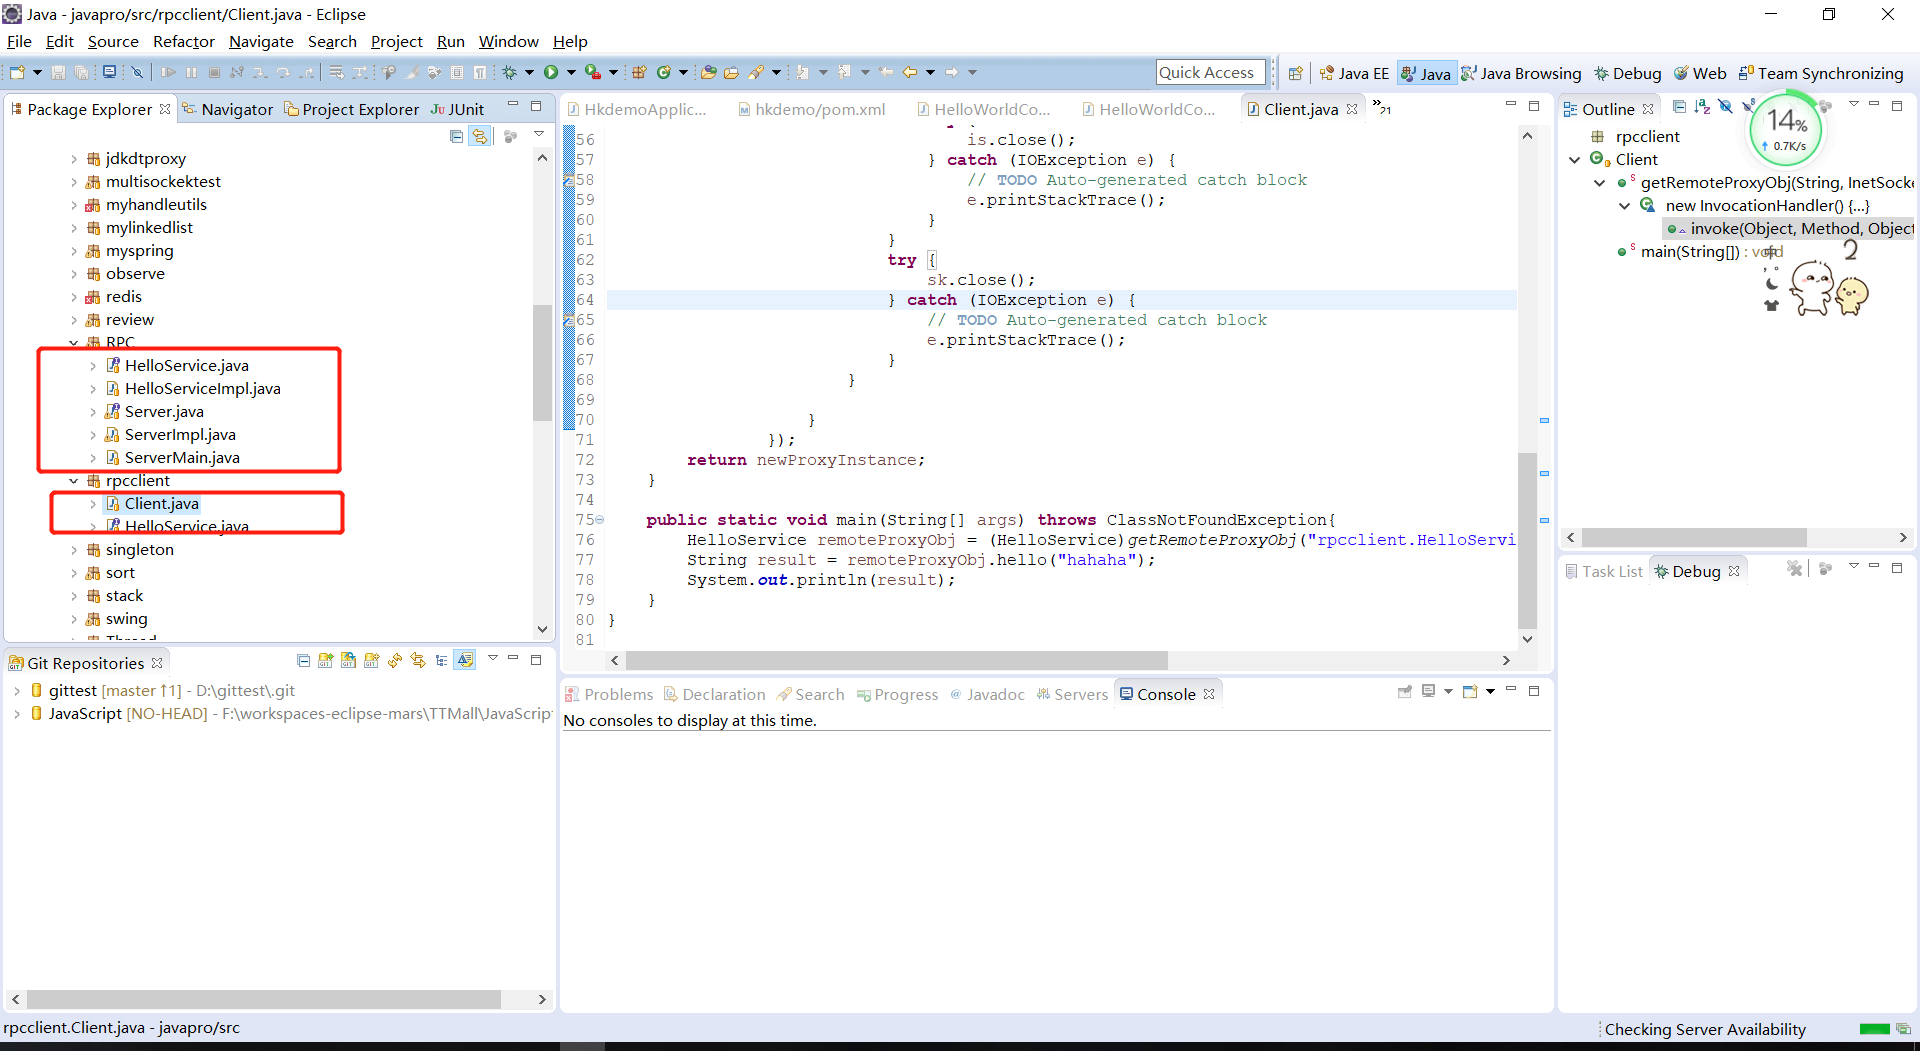 Java - javapro/src/rpcclient/Client.java - Eclipse
File Edit Source Refactor Navigate Search Project Run Window Help
Quick Access
Java EE Java Java Browsing Debug Web Team Synchronizing
Package Explorer Navigator Project Explorer JUnit
jdkdtproxy
multisockektest
myhandleutils
mylinkedlist
myspring
observe
redis
review
RPC
HelloService.java
HelloServiceImpl.java
Server.java
ServerImpl.java
ServerMain.java
rpcclient
Client.java
HelloService.java
singleton
sort
stack
swing
Thread
Git Repositories
gittest [master ↑1] - D:\gittest\.git
JavaScript [NO-HEAD] - F:\workspaces-eclipse-mars\TTMall\JavaScript
HkdemoApplic... hkdemo/pom.xml HelloWorldCo... HelloWorldCo... Client.java »21
56 is.close();
57 } catch (IOException e) {
58 // TODO Auto-generated catch block
59 e.printStackTrace();
60 }
61 }
62 try {
63 sk.close();
64 } catch (IOException e) {
65 // TODO Auto-generated catch block
66 e.printStackTrace();
67 }
68 }
69
70 }
71 });
72 return newProxyInstance;
73 }
74
75 public static void main(String[] args) throws ClassNotFoundException{
76 HelloService remoteProxyObj = (HelloService)getRemoteProxyObj("rpcclient.HelloServi
77 String result = remoteProxyObj.hello("hahaha");
78 System.out.println(result);
79 }
80 }
81
Problems Declaration Search Progress Javadoc Servers Console
No consoles to display at this time.
Outline
14%
↑ 0.7K/s
rpcclient
Client
getRemoteProxyObj(String, InetSocke
new InvocationHandler() {...}
invoke(Object, Method, Object
main(String[]) : void
2
Task List Debug
rpcclient.Client.java - javapro/src
Checking Server Availability